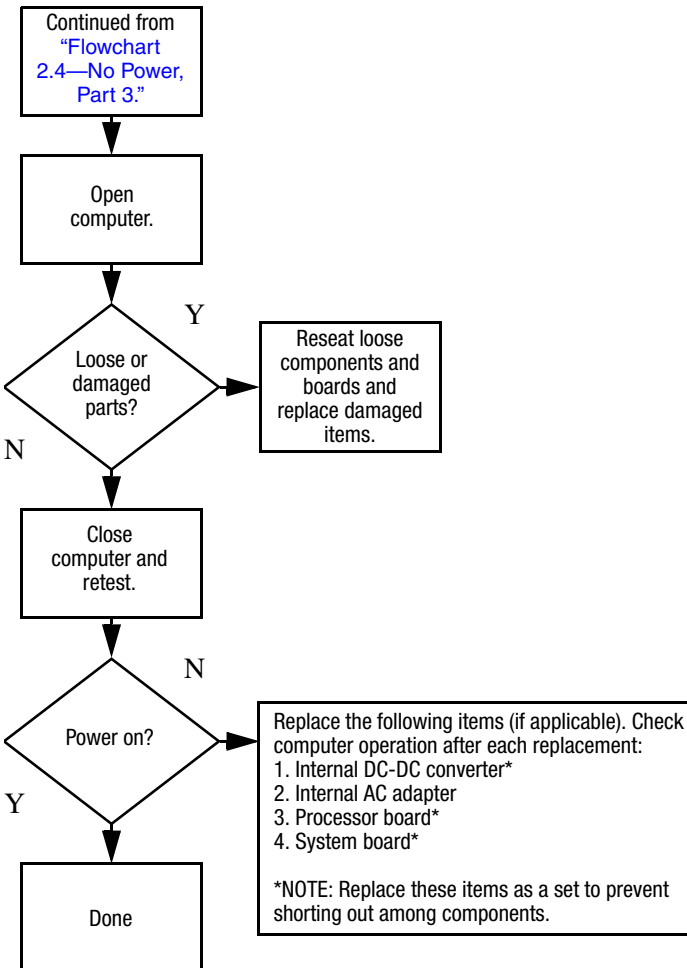 Continued from
“Flowchart
2.4—No Power,
Part 3.”
Open
computer.
Y
Loose or
damaged
parts?
Reseat loose
components and
boards and
replace damaged
items.
N
Close
computer and
retest.
N
Power on?
Replace the following items (if applicable). Check
computer operation after each replacement:
1. Internal DC-DC converter*
2. Internal AC adapter
3. Processor board*
4. System board*
*NOTE: Replace these items as a set to prevent
shorting out among components.
Y
Done